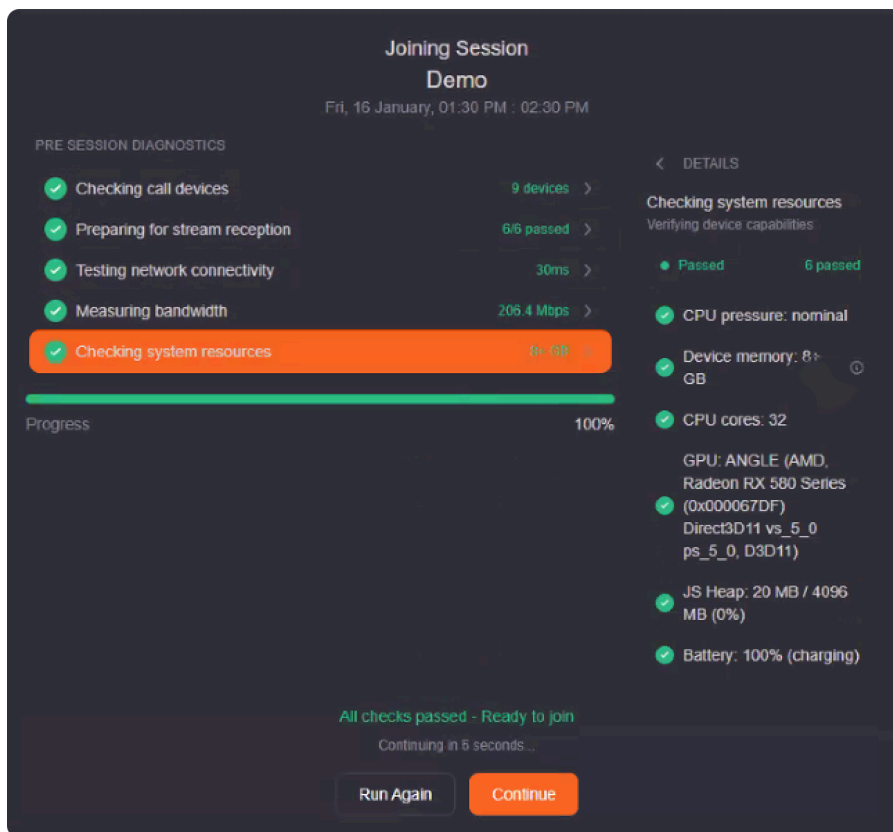 Joining Session
Demo
Fri, 16 January, 01:30 PM : 02:30 PM
PRE SESSION DIAGNOSTICS
Checking call devices 9 devices
Preparing for stream reception 6/6 passed
Testing network connectivity 30ms
Measuring bandwidth 206.4 Mbps
Checking system resources 8+ GB
Progress 100%
DETAILS
Checking system resources
Verifying device capabilities
Passed 6 passed
CPU pressure: nominal
Device memory: 8+
GB
CPU cores: 32
GPU: ANGLE (AMD,
Radeon RX 580 Series
(0x000067DF)
Direct3D11 vs_5_0
ps_5_0, D3D11)
JS Heap: 20 MB / 4096
MB (0%)
Battery: 100% (charging)
All checks passed - Ready to join
Continuing in 5 seconds...
Run Again
Continue